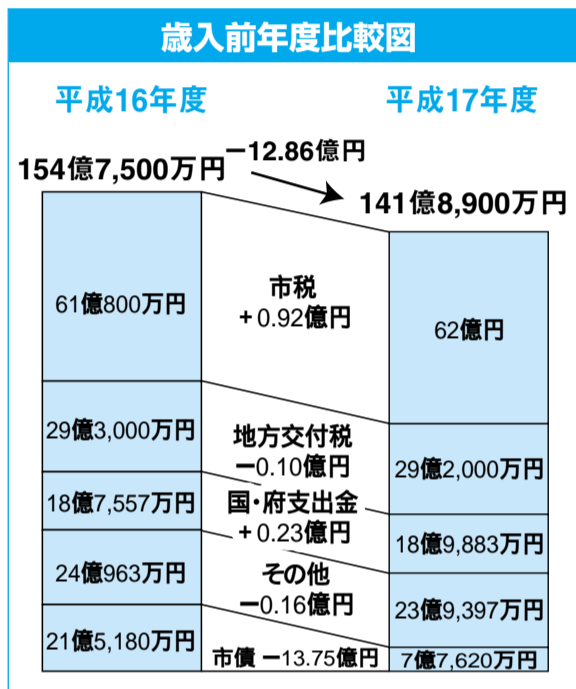 歳入前年度比較図
平成16年度
平成17年度
154億7,500万円
−12.86億円
141億8,900万円
61億800万円
市税
+0.92億円
62億円
29億3,000万円
地方交付税
−0.10億円
29億2,000万円
18億7,557万円
国・府支出金
+0.23億円
18億9,883万円
24億963万円
その他
−0.16億円
23億9,397万円
21億5,180万円
市債 −13.75億円
7億7,620万円